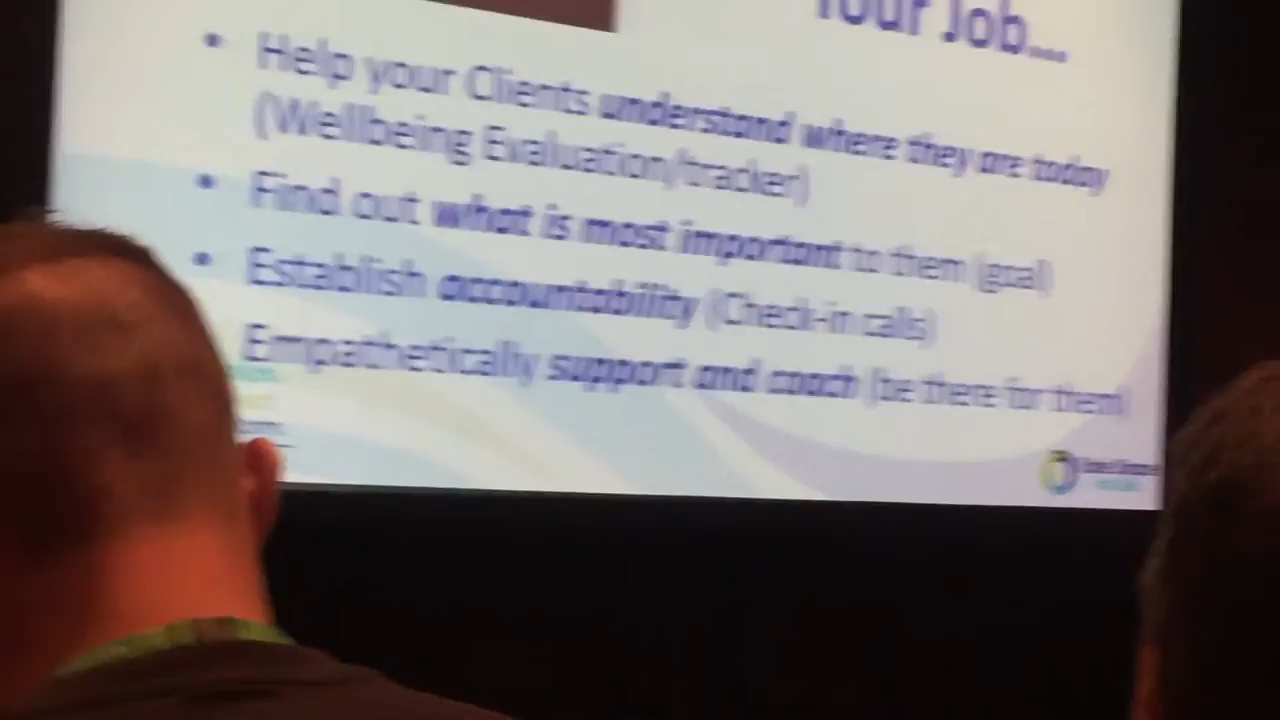 Your Job...
• Help your Clients understand where they are today
(Wellbeing Evaluation/tracker)
• Find out what is most important to them (goal)
• Establish accountability (Check-in calls)
Empathetically support and coach (be there for them)